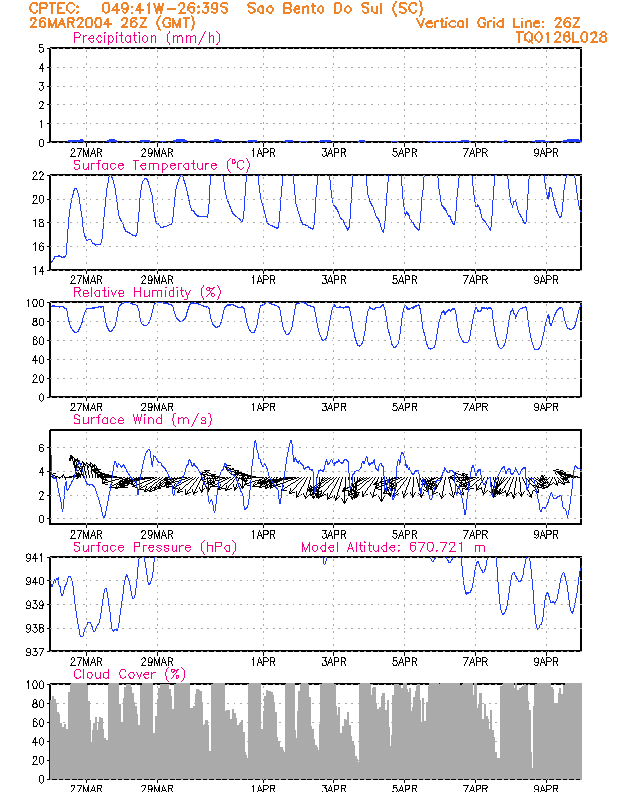 CPTEC: 049:41W-26:39S Sao Bento Do Sul (SC)
26MAR2004 26Z (GMT) Vertical Grid Line: 26Z
Precipitation (mm/h) TQ0126L028
5
4
3
2
1
0
27MAR 29MAR 1APR 3APR 5APR 7APR 9APR
Surface Temperature (ºC)
22
20
18
16
14
27MAR 29MAR 1APR 3APR 5APR 7APR 9APR
Relative Humidity (%)
100
80
60
40
20
0
27MAR 29MAR 1APR 3APR 5APR 7APR 9APR
Surface Wind (m/s)
6
4
2
0
27MAR 29MAR 1APR 3APR 5APR 7APR 9APR
Surface Pressure (hPa) Model Altitude: 670.721 m
941
940
939
938
937
27MAR 29MAR 1APR 3APR 5APR 7APR 9APR
Cloud Cover (%)
100
80
60
40
20
0
27MAR 29MAR 1APR 3APR 5APR 7APR 9APR